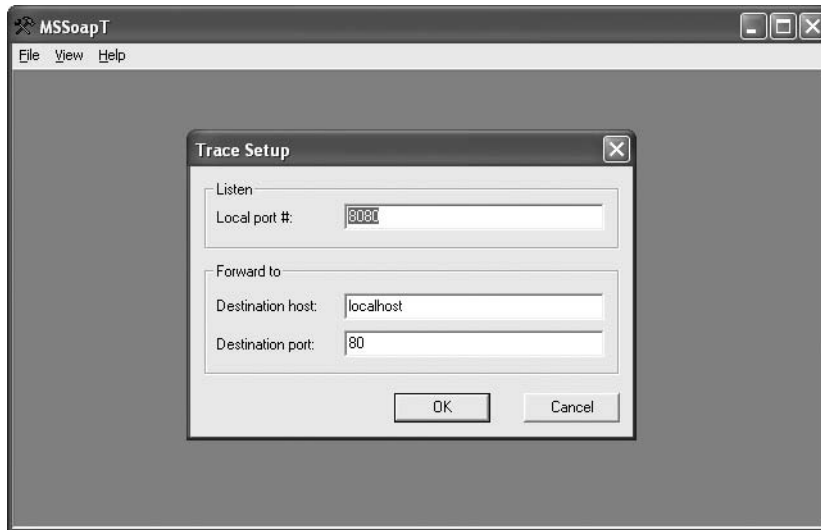 MSSoapT
File View Help
Trace Setup
Listen
Local port #: 8080
Forward to
Destination host: localhost
Destination port: 80
OK Cancel